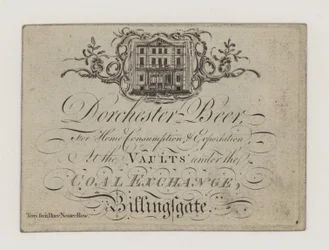 Dorchester Beer,
For Home Consumption & Exportation
At the VAULTS under the
COAL EXCHANGE,
Billingsgate.